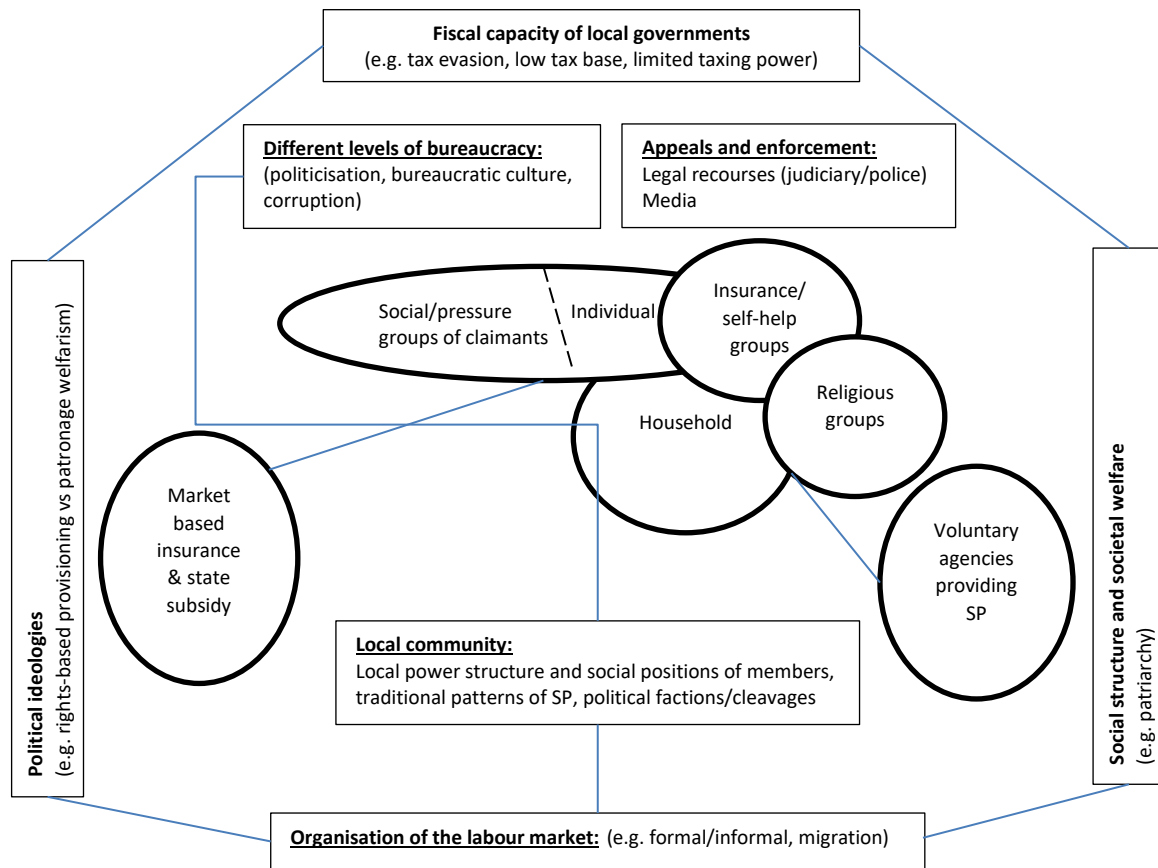 Fiscal capacity of local governments
(e.g. tax evasion, low tax base, limited taxing power)
Different levels of bureaucracy:
(politicisation, bureaucratic culture,
corruption)
Appeals and enforcement:
Legal recourses (judiciary/police)
Media
Political ideologies
(e.g. rights-based provisioning vs patronage welfarism)
Social/pressure
groups of claimants
Individual
Insurance/
self-help
groups
Religious
groups
Household
Market
based
insurance
& state
subsidy
Voluntary
agencies
providing
SP
Social structure and societal welfare
(e.g. patriarchy)
Local community:
Local power structure and social positions of members,
traditional patterns of SP, political factions/cleavages
Organisation of the labour market: (e.g. formal/informal, migration)